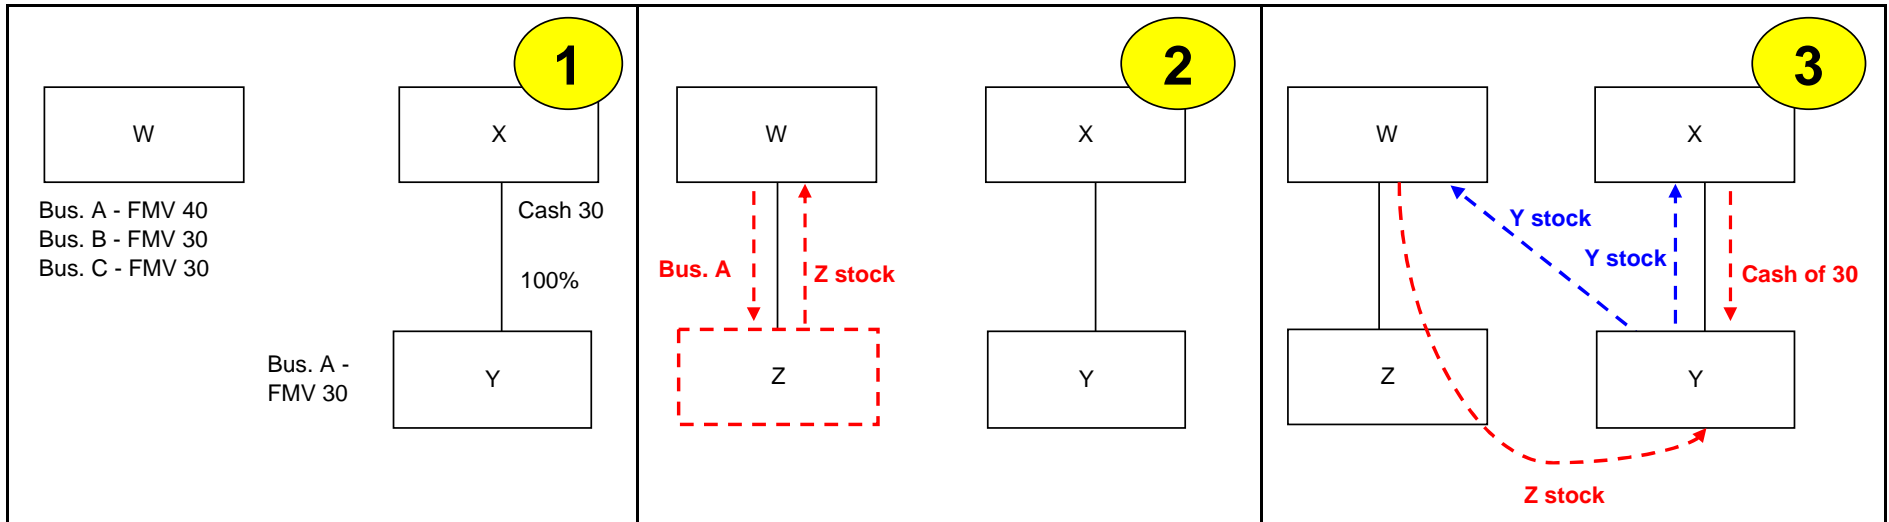 1
W
X
Bus. A - FMV 40
Bus. B - FMV 30
Bus. C - FMV 30
Cash 30
100%
Bus. A -
FMV 30
Y
2
W
X
Bus. A
Z stock
Z
Y
3
W
X
Y stock
Y stock
Cash of 30
Z
Y
Z stock